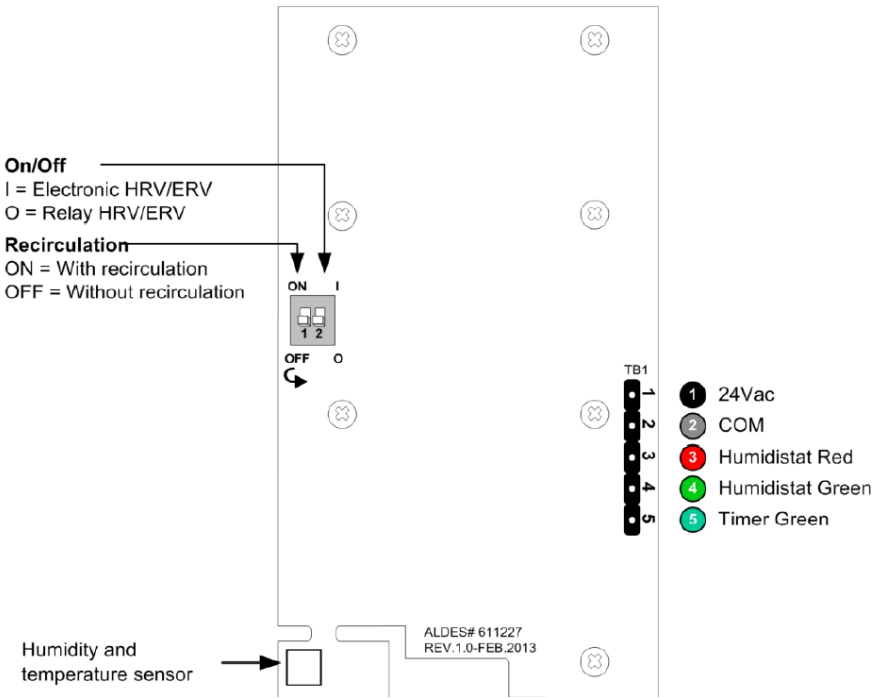 On/Off
I = Electronic HRV/ERV
O = Relay HRV/ERV
Recirculation
ON = With recirculation
OFF = Without recirculation
ON I
1 2
OFF O
TB1
1 1 24Vac
2 2 COM
3 3 Humidistat Red
4 4 Humidistat Green
5 5 Timer Green
ALDES# 611227
REV.1.0-FEB.2013
Humidity and
temperature sensor